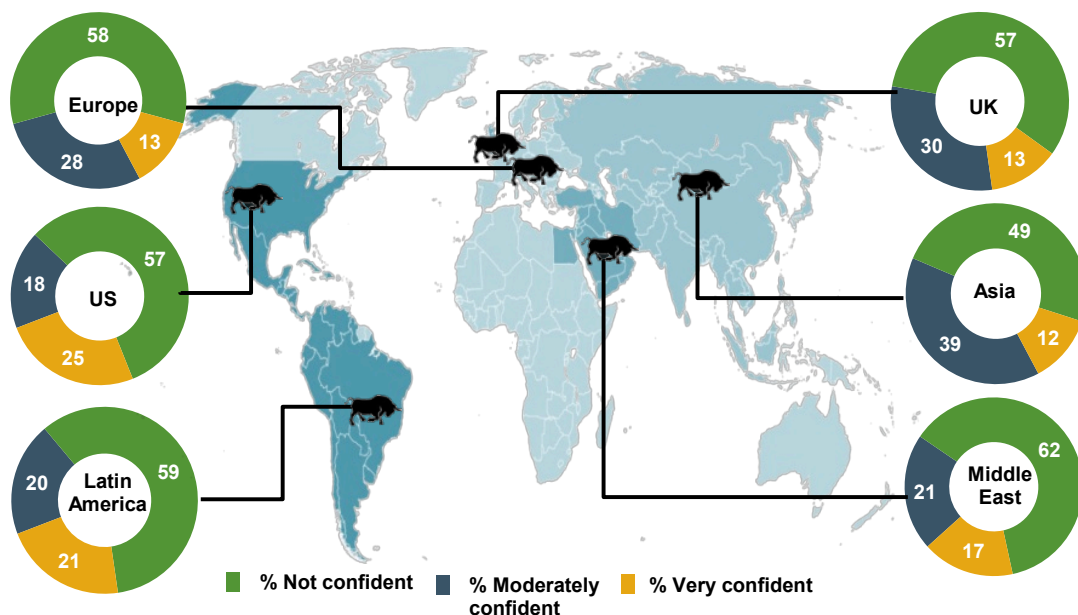 58
Europe
28
13
57
UK
30
13
57
18
US
25
49
Asia
39
12
59
20
Latin
America
21
62
21
Middle
East
17
% Not confident
% Moderately
confident
% Very confident